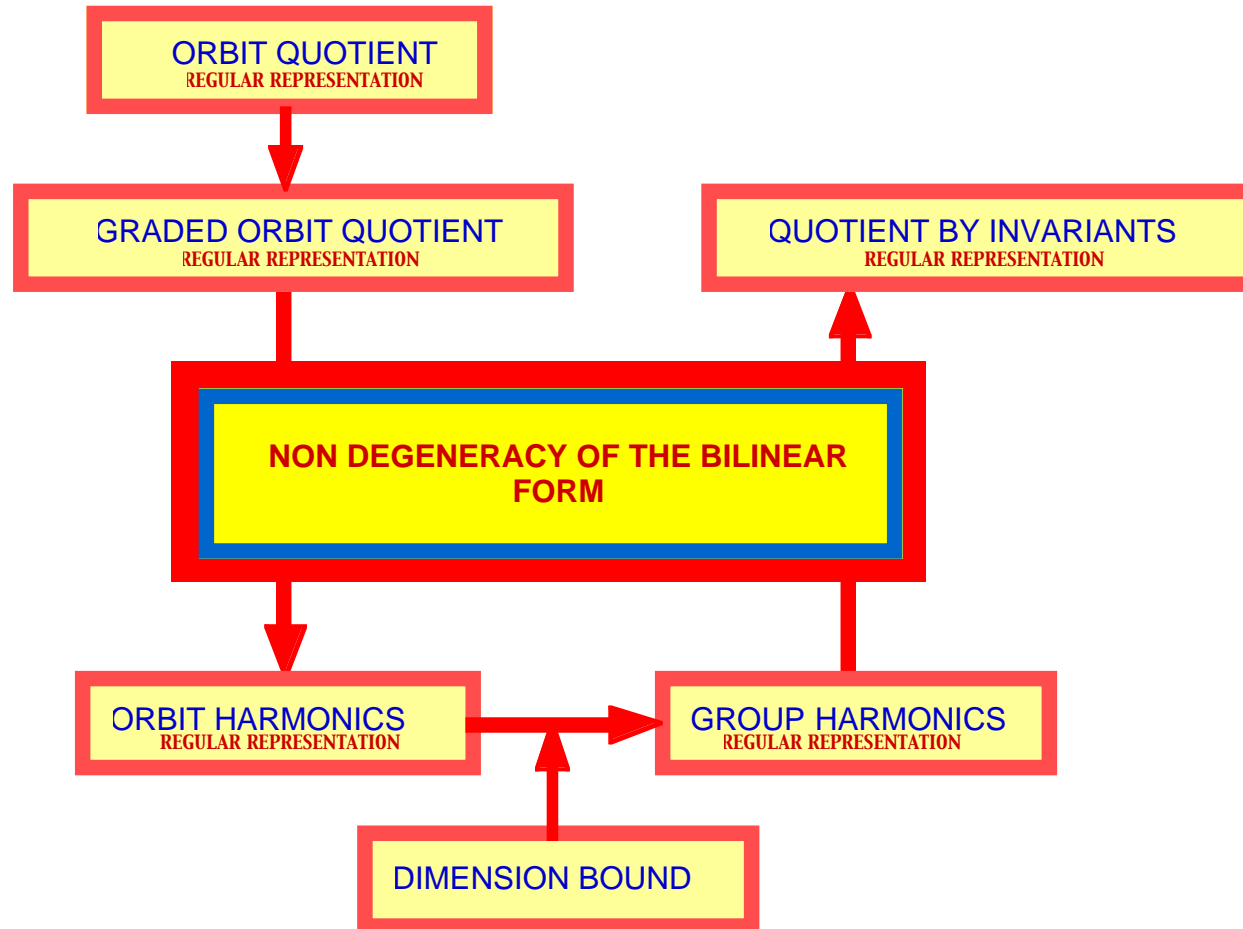 ORBIT QUOTIENT
REGULAR REPRESENTATION
GRADED ORBIT QUOTIENT
REGULAR REPRESENTATION
QUOTIENT BY INVARIANTS
REGULAR REPRESENTATION
NON DEGENERACY OF THE BILINEAR
FORM
ORBIT HARMONICS
REGULAR REPRESENTATION
GROUP HARMONICS
REGULAR REPRESENTATION
DIMENSION BOUND